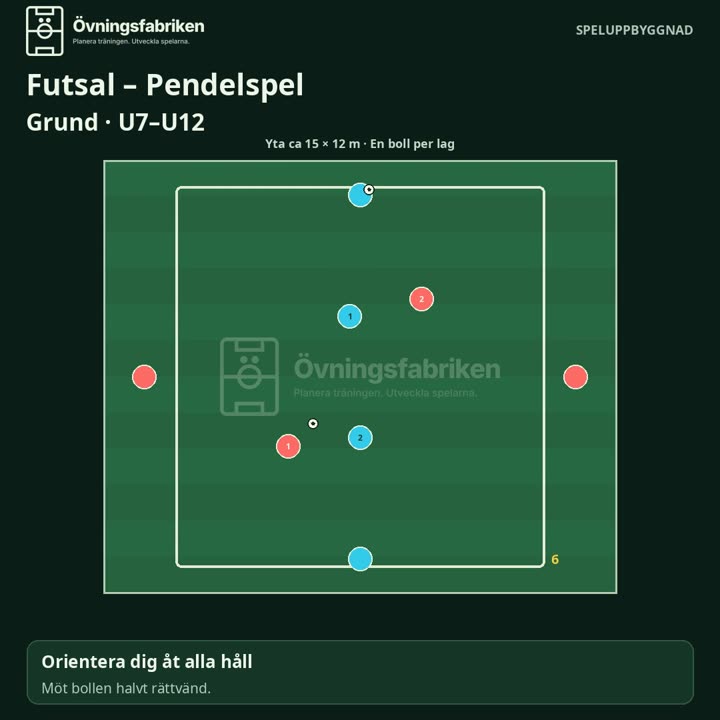 Övningsfabriken
Planera träningen. Utveckla spelarna.
SPELUPPBYGGNAD
Futsal – Pendelspel
Grund · U7–U12
Yta ca 15 × 12 m · En boll per lag
2
1
Övningsfabriken
Planera träningen. Utveckla spelarna.
2
1
6
Orientera dig åt alla håll
Möt bollen halvt rättvänd.